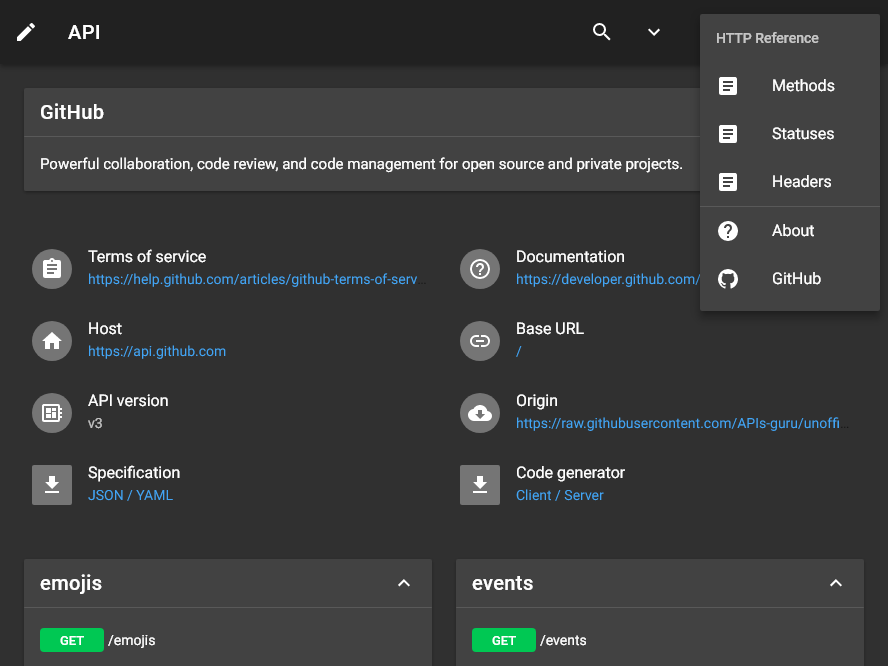 API
HTTP Reference
Methods
Statuses
Headers
About
GitHub
GitHub
Powerful collaboration, code review, and code management for open source and private projects.
Terms of service
https://help.github.com/articles/github-terms-of-serv...
Documentation
https://developer.github.com/
Host
https://api.github.com
Base URL
/
API version
v3
Origin
https://raw.githubusercontent.com/APIs-guru/unoffi...
Specification
JSON / YAML
Code generator
Client / Server
emojis
GET /emojis
events
GET /events